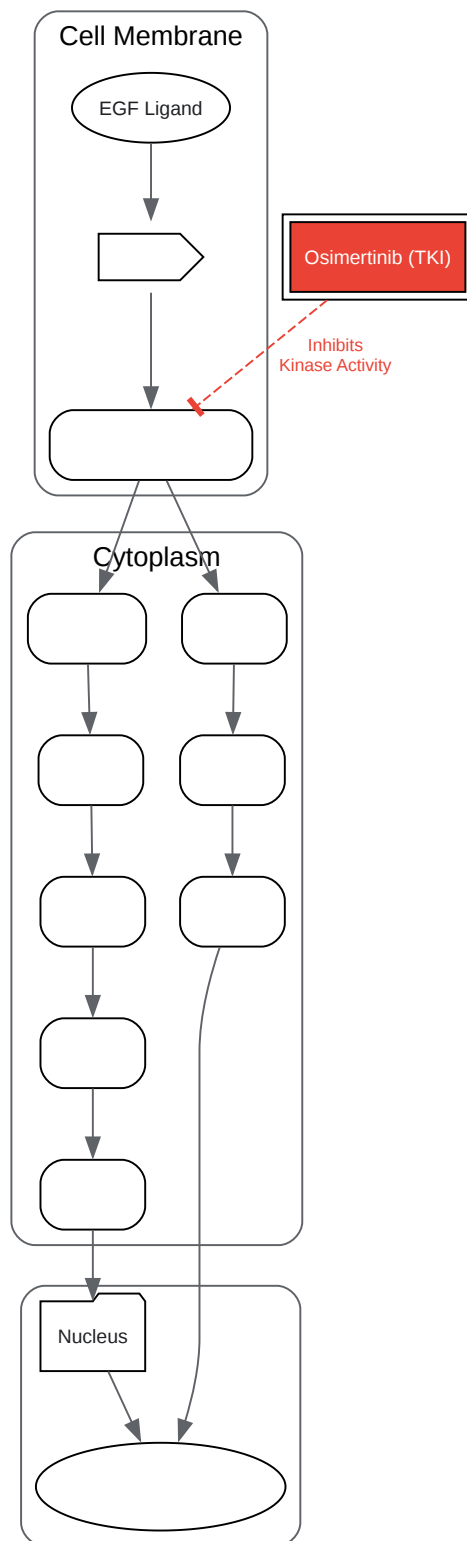 Cell Membrane
EGF Ligand
Osimertinib (TKI)
Inhibits
Kinase Activity
Cytoplasm
Nucleus